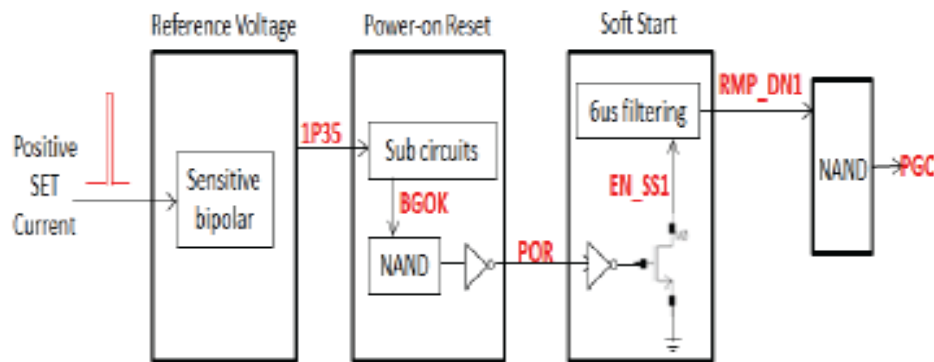 Reference Voltage
Power-on Reset
Soft Start
Positive
SET
Current
Sensitive
bipolar
1P35
Sub circuits
BGOK
NAND
POR
6us filtering
EN_SS1
RMP_DN1
NAND